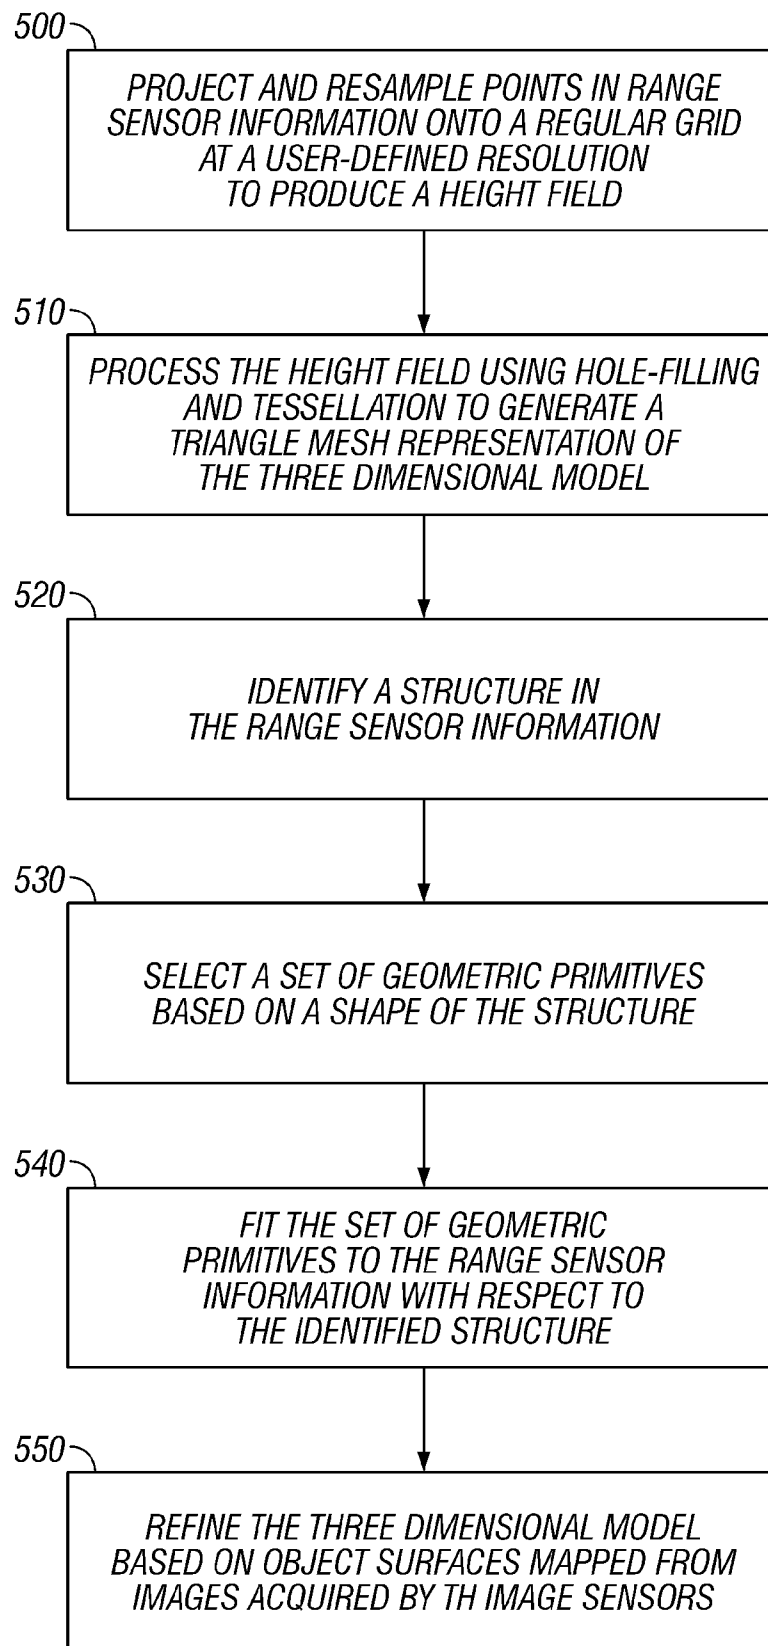 500
PROJECT AND RESAMPLE POINTS IN RANGE
SENSOR INFORMATION ONTO A REGULAR GRID
AT A USER-DEFINED RESOLUTION
TO PRODUCE A HEIGHT FIELD
510
PROCESS THE HEIGHT FIELD USING HOLE-FILLING
AND TESSELLATION TO GENERATE A
TRIANGLE MESH REPRESENTATION OF
THE THREE DIMENSIONAL MODEL
520
IDENTIFY A STRUCTURE IN
THE RANGE SENSOR INFORMATION
530
SELECT A SET OF GEOMETRIC PRIMITIVES
BASED ON A SHAPE OF THE STRUCTURE
540
FIT THE SET OF GEOMETRIC
PRIMITIVES TO THE RANGE SENSOR
INFORMATION WITH RESPECT TO
THE IDENTIFIED STRUCTURE
550
REFINE THE THREE DIMENSIONAL MODEL
BASED ON OBJECT SURFACES MAPPED FROM
IMAGES ACQUIRED BY TH IMAGE SENSORS